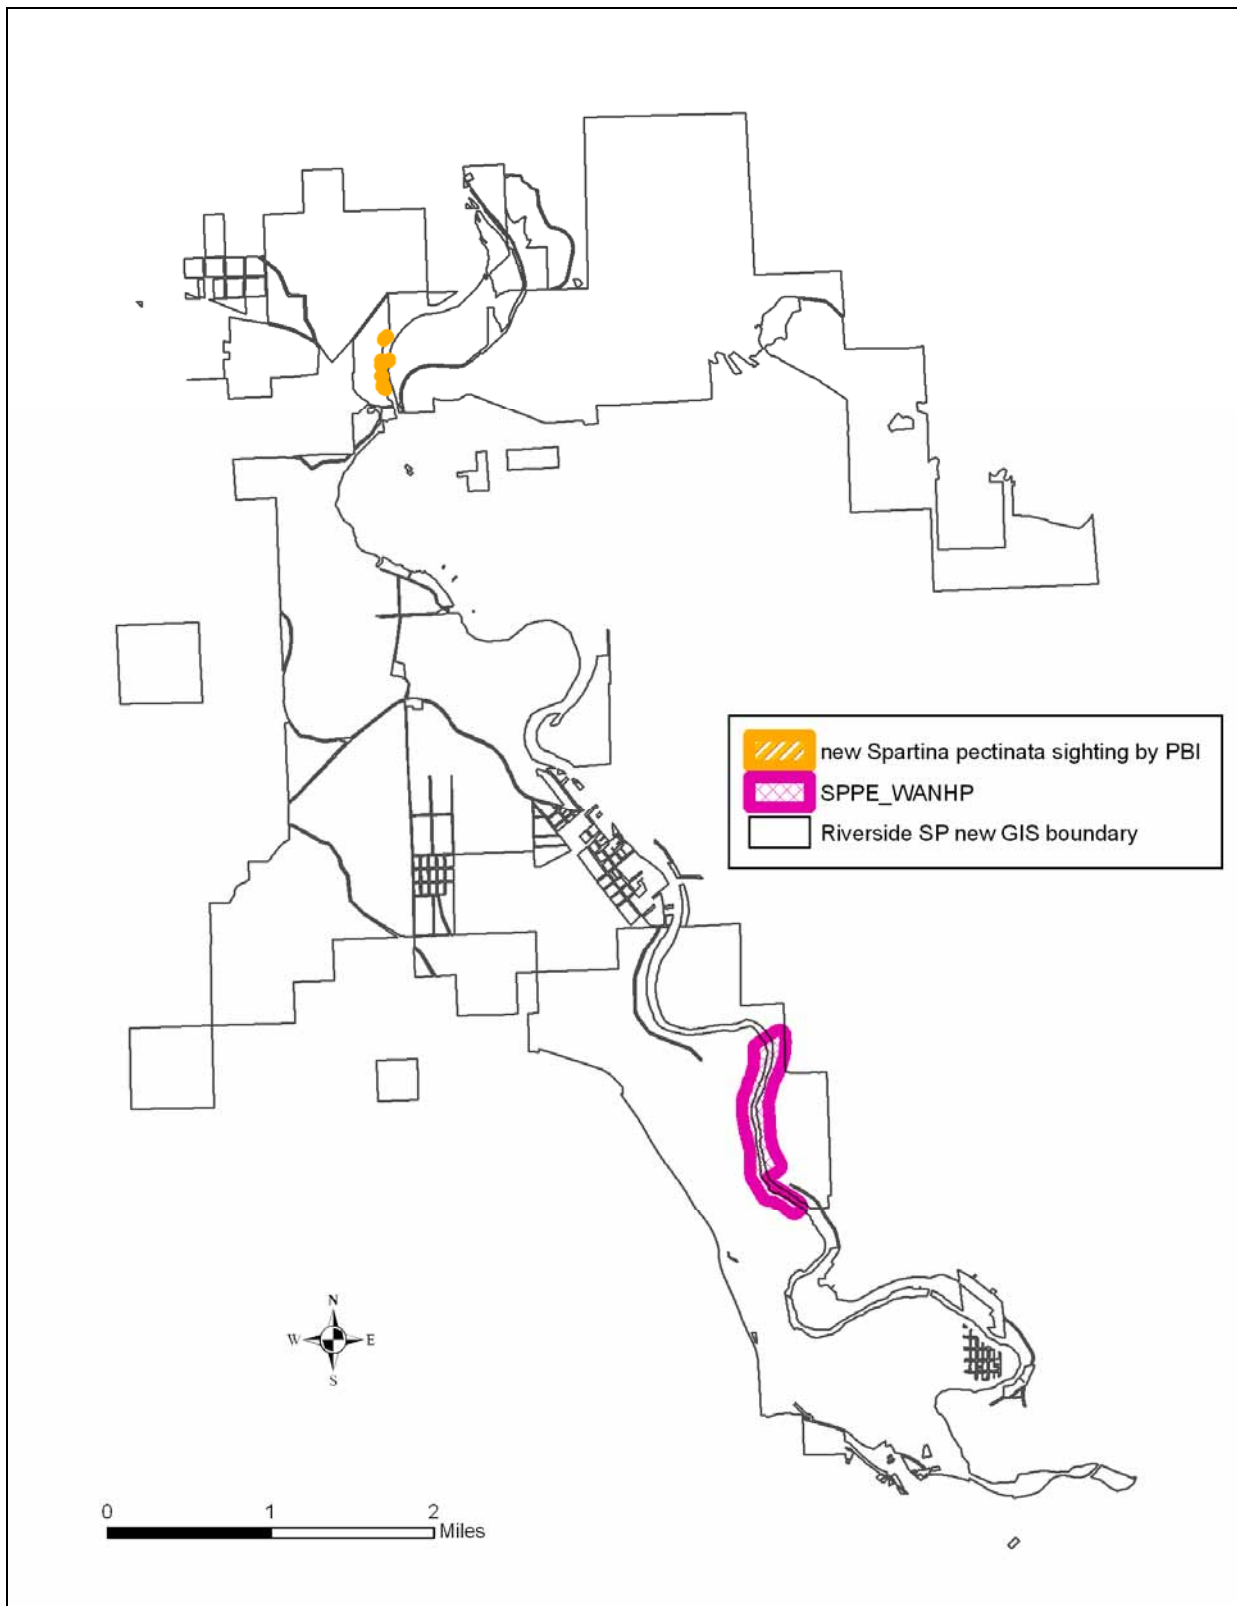 new Spartina pectinata sighting by PBI
SPPE_WANHP
Riverside SP new GIS boundary
N
W E
S
0 1 2
Miles